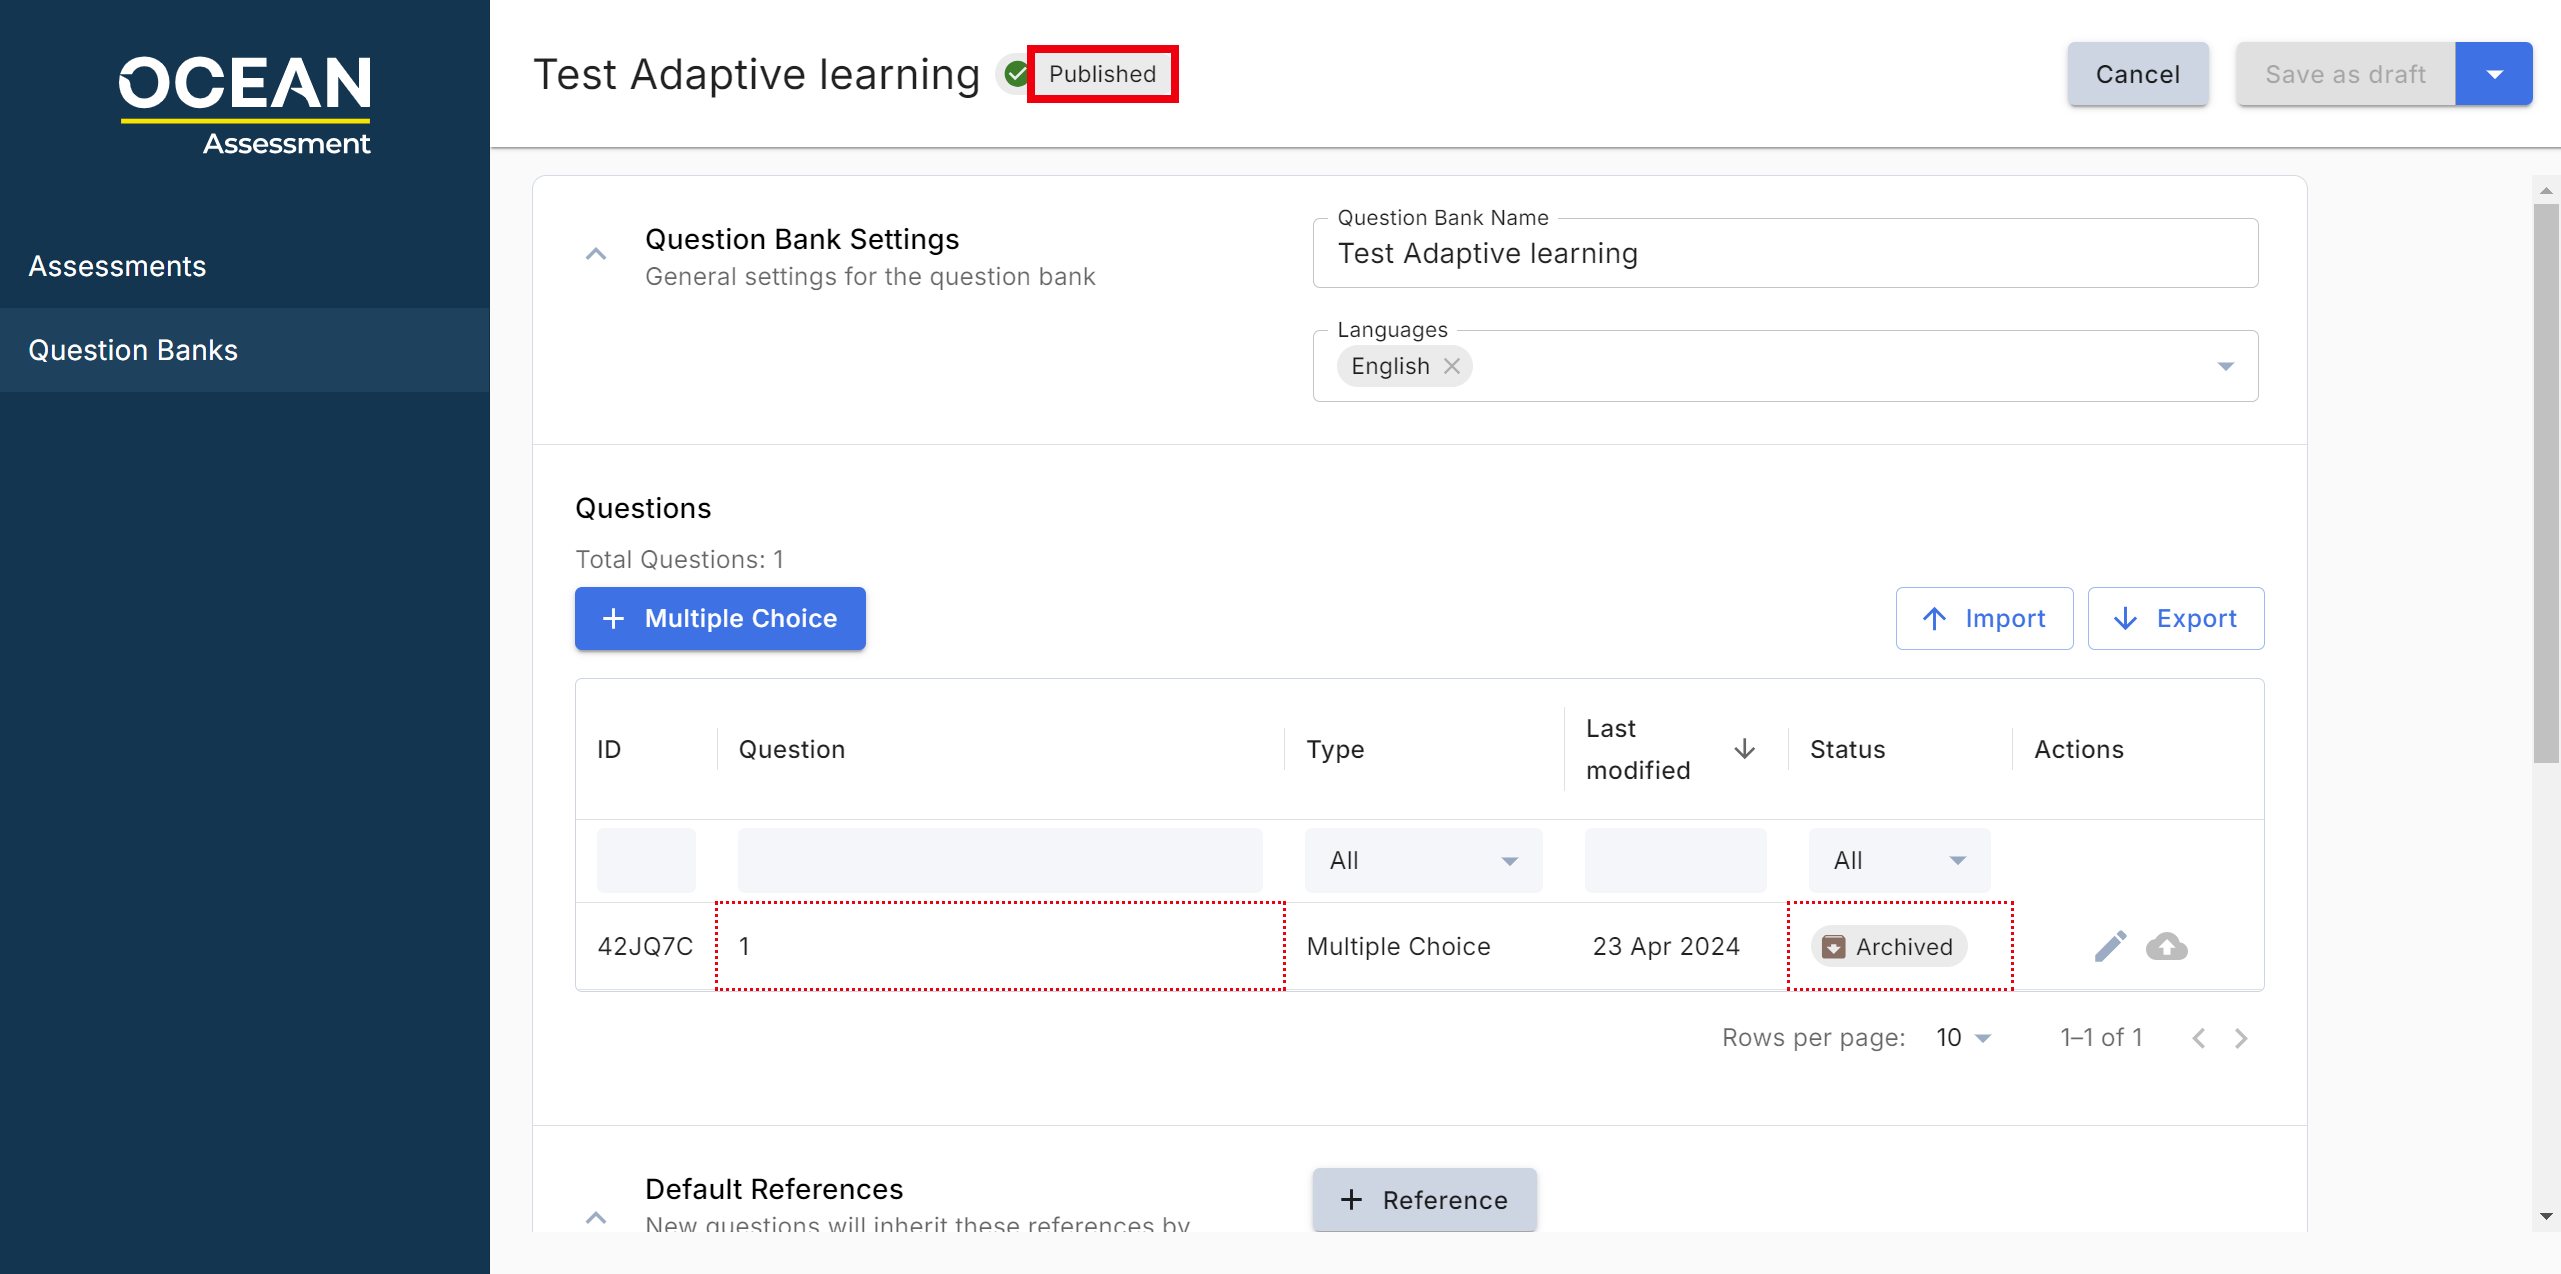 OCEAN
Assessment
Assessments
Question Banks
Test Adaptive learning Published
Cancel
Save as draft
Question Bank Settings
General settings for the question bank
Question Bank Name
Test Adaptive learning
Languages
English
Questions
Total Questions: 1
+ Multiple Choice
Import
Export
ID Question Type Last modified Status Actions
All All
42JQ7C 1 Multiple Choice 23 Apr 2024 Archived
Rows per page: 10 1–1 of 1
Default References
New questions will inherit these references by
+ Reference